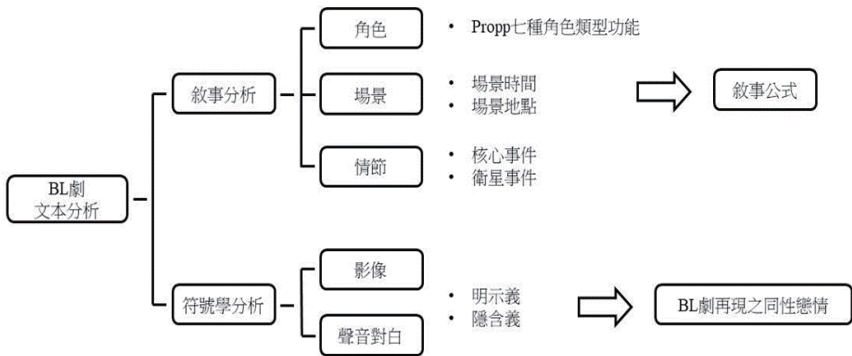 角色
• Propp七種角色類型功能
敘事分析
場景
• 場景時間
• 場景地點
敘事公式
情節
• 核心事件
• 衛星事件
BL劇
文本分析
影像
符號學分析
• 明示義
• 隱含義
BL劇再現之同性戀情
聲音對白